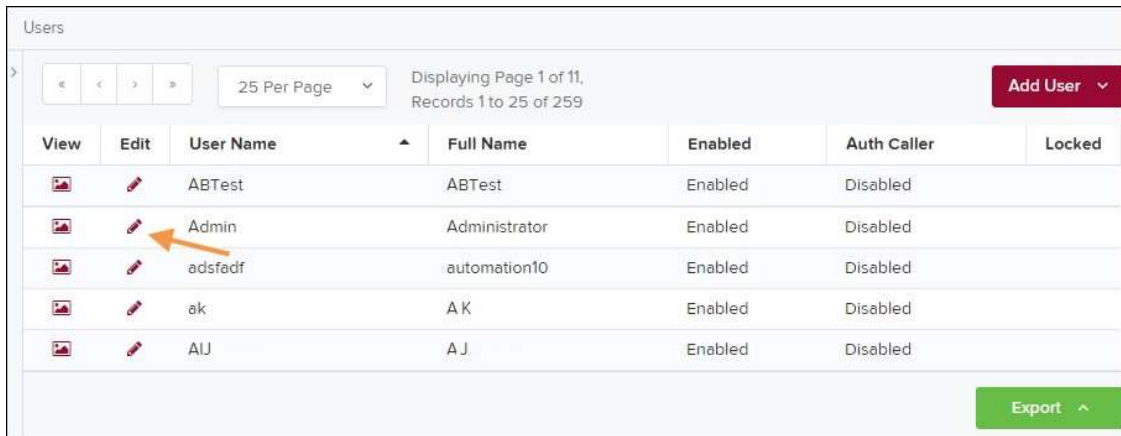 Users
25 Per Page
Displaying Page 1 of 11,
Records 1 to 25 of 259
Add User
View Edit User Name Full Name Enabled Auth Caller Locked
ABTest ABTest Enabled Disabled
Admin Administrator Enabled Disabled
adsfadf automation10 Enabled Disabled
ak A K Enabled Disabled
AIJ A J Enabled Disabled
Export